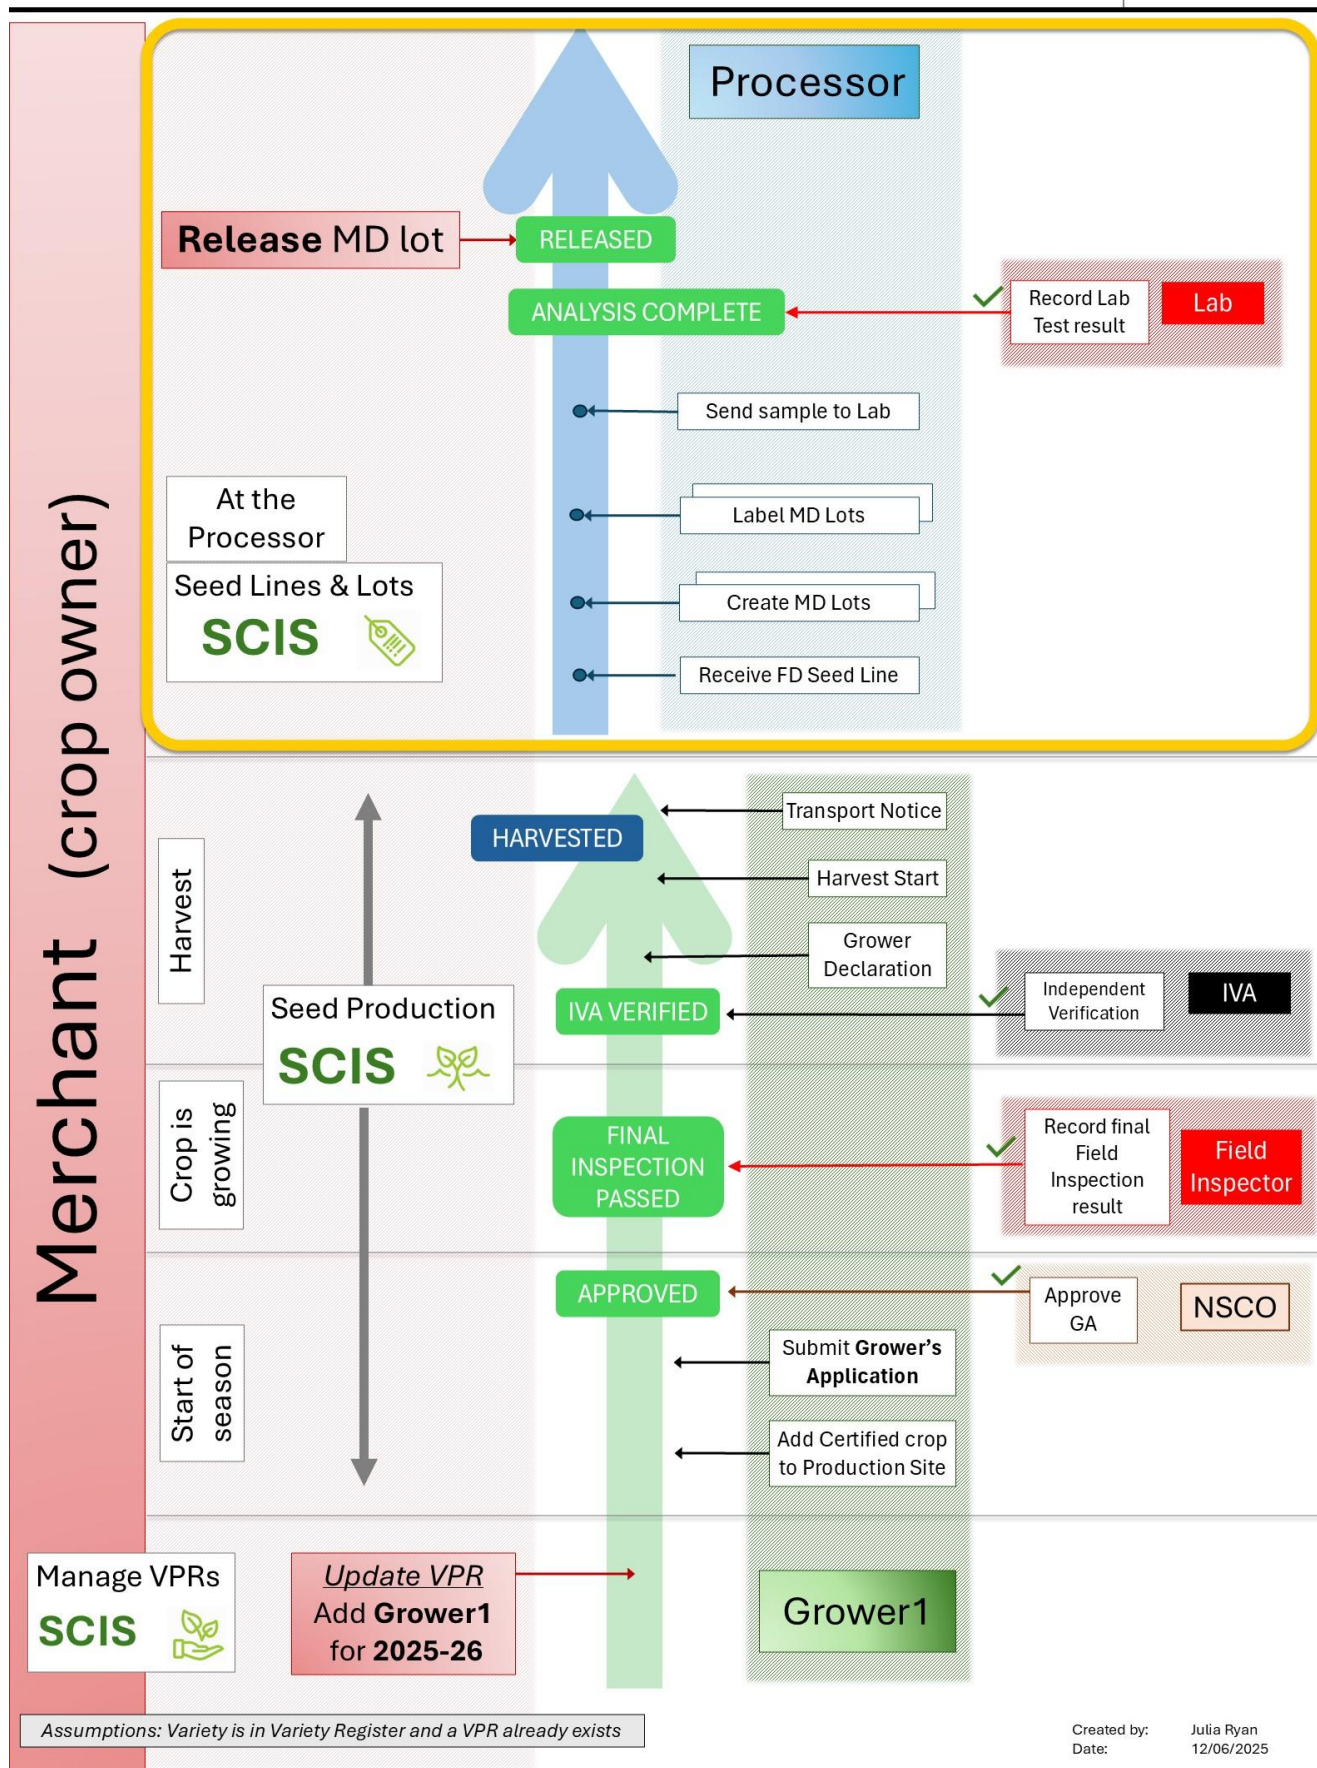 Processor
Release MD lot
RELEASED
ANALYSIS COMPLETE
Record Lab
Test result
Lab
Send sample to Lab
At the
Processor
Label MD Lots
Seed Lines & Lots
SCIS
Create MD Lots
Receive FD Seed Line
Merchant (crop owner)
Harvest
HARVESTED
Transport Notice
Harvest Start
Grower
Declaration
Seed Production
SCIS
IVA VERIFIED
Independent
Verification
IVA
Crop is
growing
FINAL
INSPECTION
PASSED
Record final
Field
Inspection
result
Field
Inspector
Start of
season
APPROVED
Approve
GA
NSCO
Submit Grower's
Application
Add Certified crop
to Production Site
Manage VPRs
SCIS
Update VPR
Add Grower1
for 2025-26
Grower1
Assumptions: Variety is in Variety Register and a VPR already exists
Created by: Julia Ryan
Date: 12/06/2025